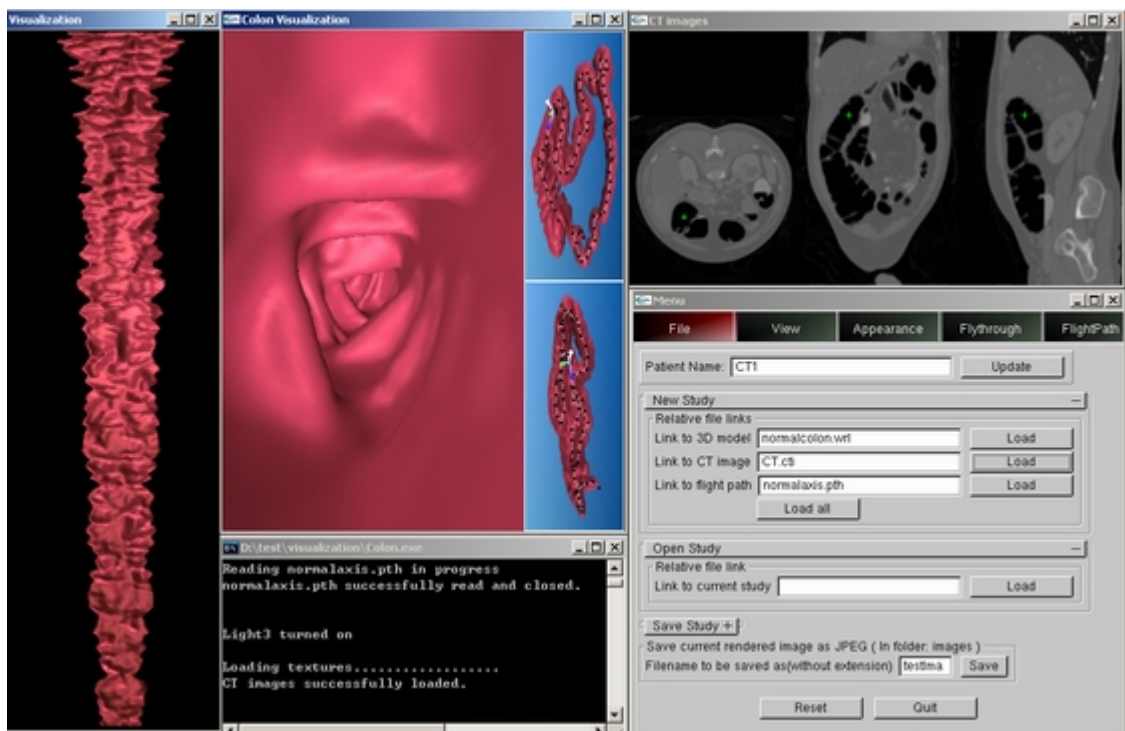 Visualization
Colon Visualization
CT images
Menu
File View Appearance Flythrough FlightPath
Patient Name: CT1 Update
New Study
Relative file links
Link to 3D model normalcolon.wrl Load
Link to CT image CT.cti Load
Link to flight path normalaxis.pth Load
Load all
Open Study
Relative file link
Link to current study Load
Save Study +
Save current rendered image as JPEG ( In folder: images )
Filename to be saved as(without extension) testIma Save
Reset Quit
D:\test\visualization\Colon.exe
Reading normalaxis.pth in progress
normalaxis.pth successfully read and closed.
Light3 turned on
Loading textures..................
CT images successfully loaded.